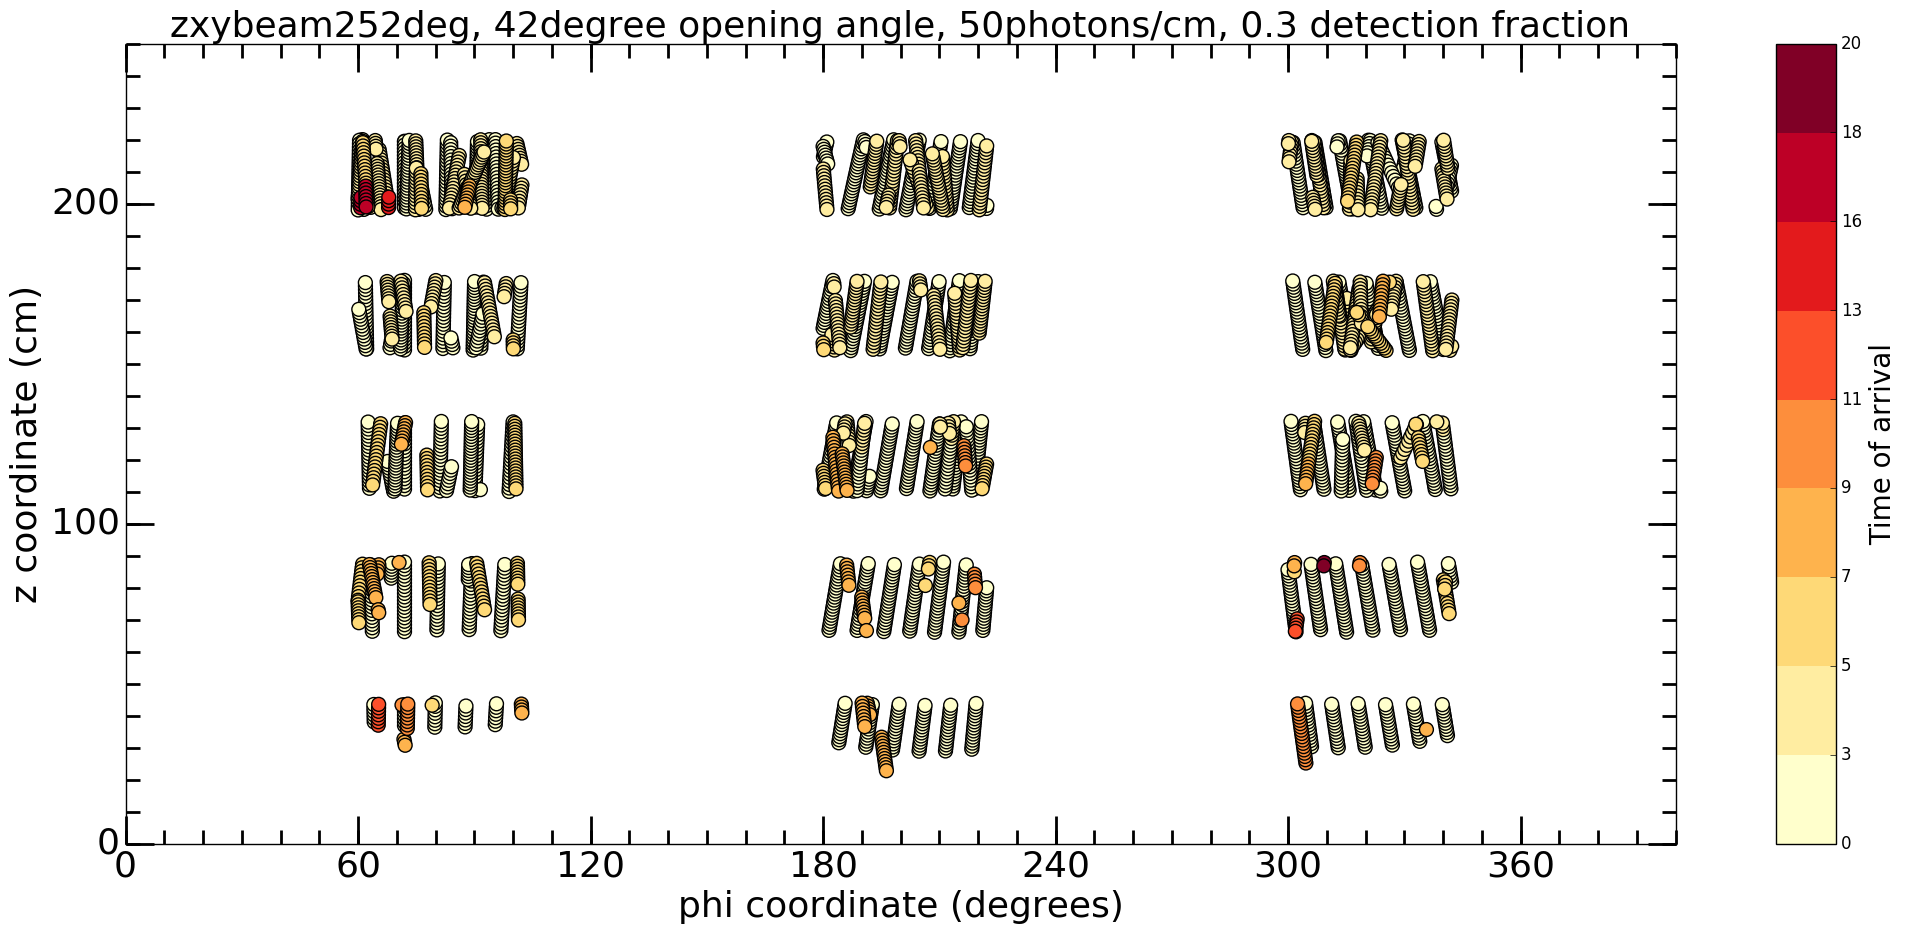 zxybeam252deg, 42degree opening angle, 50photons/cm, 0.3 detection fraction
z coordinate (cm)
200
100
0
0 60 120 180 240 300 360
phi coordinate (degrees)
20
18
16
13
11
9
7
5
3
0
Time of arrival